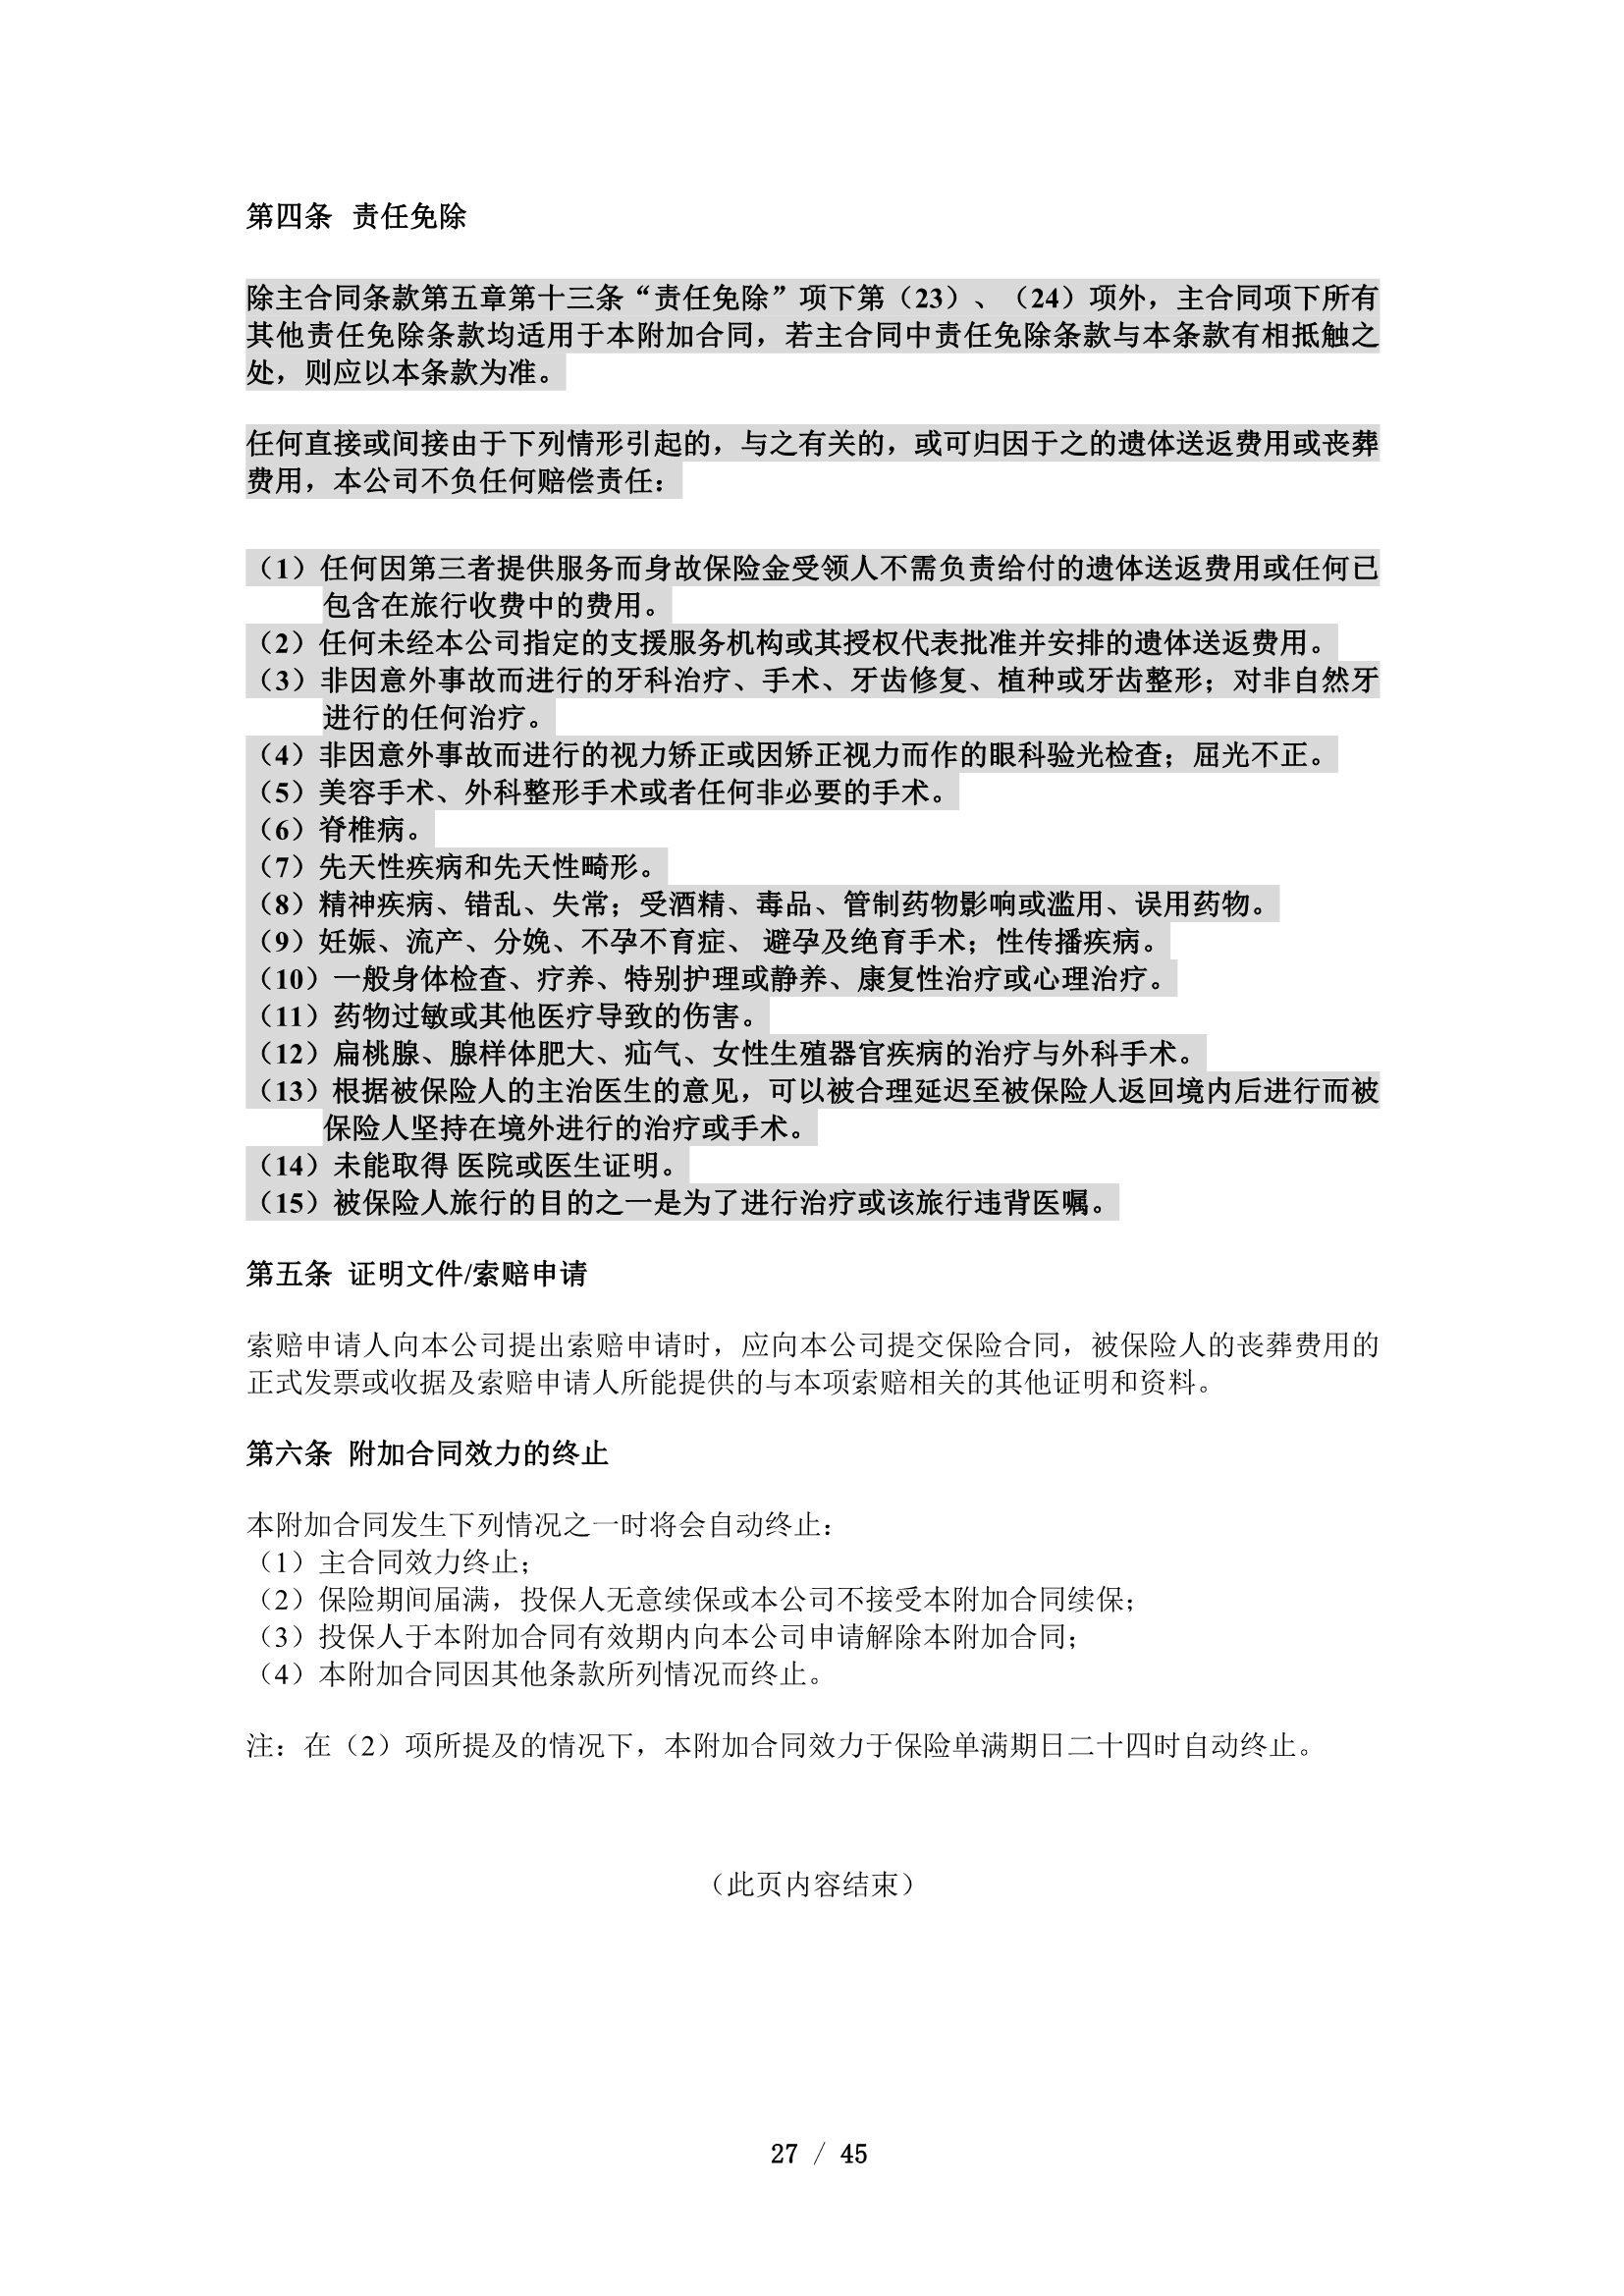 第四条 责任免除
除主合同条款第五章第十三条“责任免除”项下第（23）、（24）项外，主合同项下所有
其他责任免除条款均适用于本附加合同，若主合同中责任免除条款与本条款有相抵触之
处，则应以本条款为准。
任何直接或间接由于下列情形引起的，与之有关的，或可归因于之的遗体送返费用或丧葬
费用，本公司不负任何赔偿责任：
（1）任何因第三者提供服务而身故保险金受领人不需负责给付的遗体送返费用或任何已
包含在旅行收费中的费用。
（2）任何未经本公司指定的支援服务机构或其授权代表批准并安排的遗体送返费用。
（3）非因意外事故而进行的牙科治疗、手术、牙齿修复、植种或牙齿整形；对非自然牙
进行的任何治疗。
（4）非因意外事故而进行的视力矫正或因矫正视力而作的眼科验光检查；屈光不正。
（5）美容手术、外科整形手术或者任何非必要的手术。
（6）脊椎病。
（7）先天性疾病和先天性畸形。
（8）精神疾病、错乱、失常；受酒精、毒品、管制药物影响或滥用、误用药物。
（9）妊娠、流产、分娩、不孕不育症、 避孕及绝育手术；性传播疾病。
（10）一般身体检查、疗养、特别护理或静养、康复性治疗或心理治疗。
（11）药物过敏或其他医疗导致的伤害。
（12）扁桃腺、腺样体肥大、疝气、女性生殖器官疾病的治疗与外科手术。
（13）根据被保险人的主治医生的意见，可以被合理延迟至被保险人返回境内后进行而被
保险人坚持在境外进行的治疗或手术。
（14）未能取得 医院或医生证明。
（15）被保险人旅行的目的之一是为了进行治疗或该旅行违背医嘱。
第五条 证明文件/索赔申请
索赔申请人向本公司提出索赔申请时，应向本公司提交保险合同，被保险人的丧葬费用的
正式发票或收据及索赔申请人所能提供的与本项索赔相关的其他证明和资料。
第六条 附加合同效力的终止
本附加合同发生下列情况之一时将会自动终止：
（1）主合同效力终止；
（2）保险期间届满，投保人无意续保或本公司不接受本附加合同续保；
（3）投保人于本附加合同有效期内向本公司申请解除本附加合同；
（4）本附加合同因其他条款所列情况而终止。
注：在（2）项所提及的情况下，本附加合同效力于保险单满期日二十四时自动终止。
（此页内容结束）
27 / 45